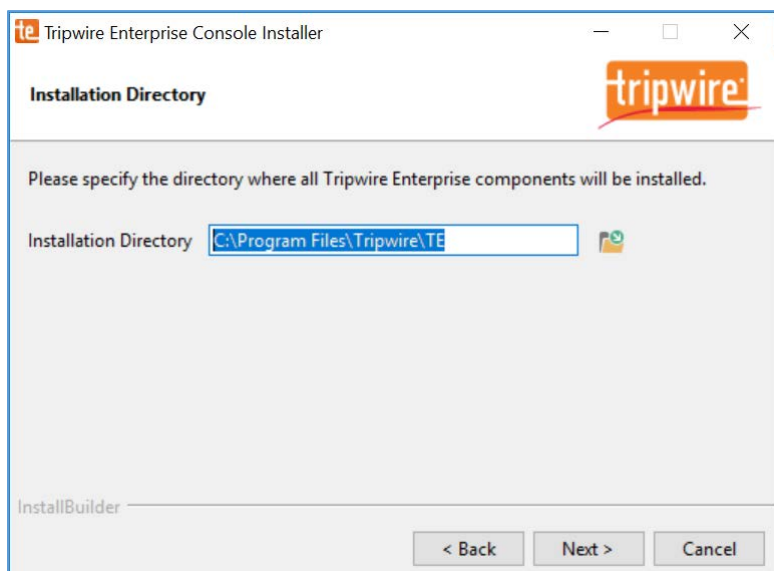 te Tripwire Enterprise Console Installer
Installation Directory
tripwire
Please specify the directory where all Tripwire Enterprise components will be installed.
Installation Directory C:\Program Files\Tripwire\TE
InstallBuilder
< Back Next > Cancel